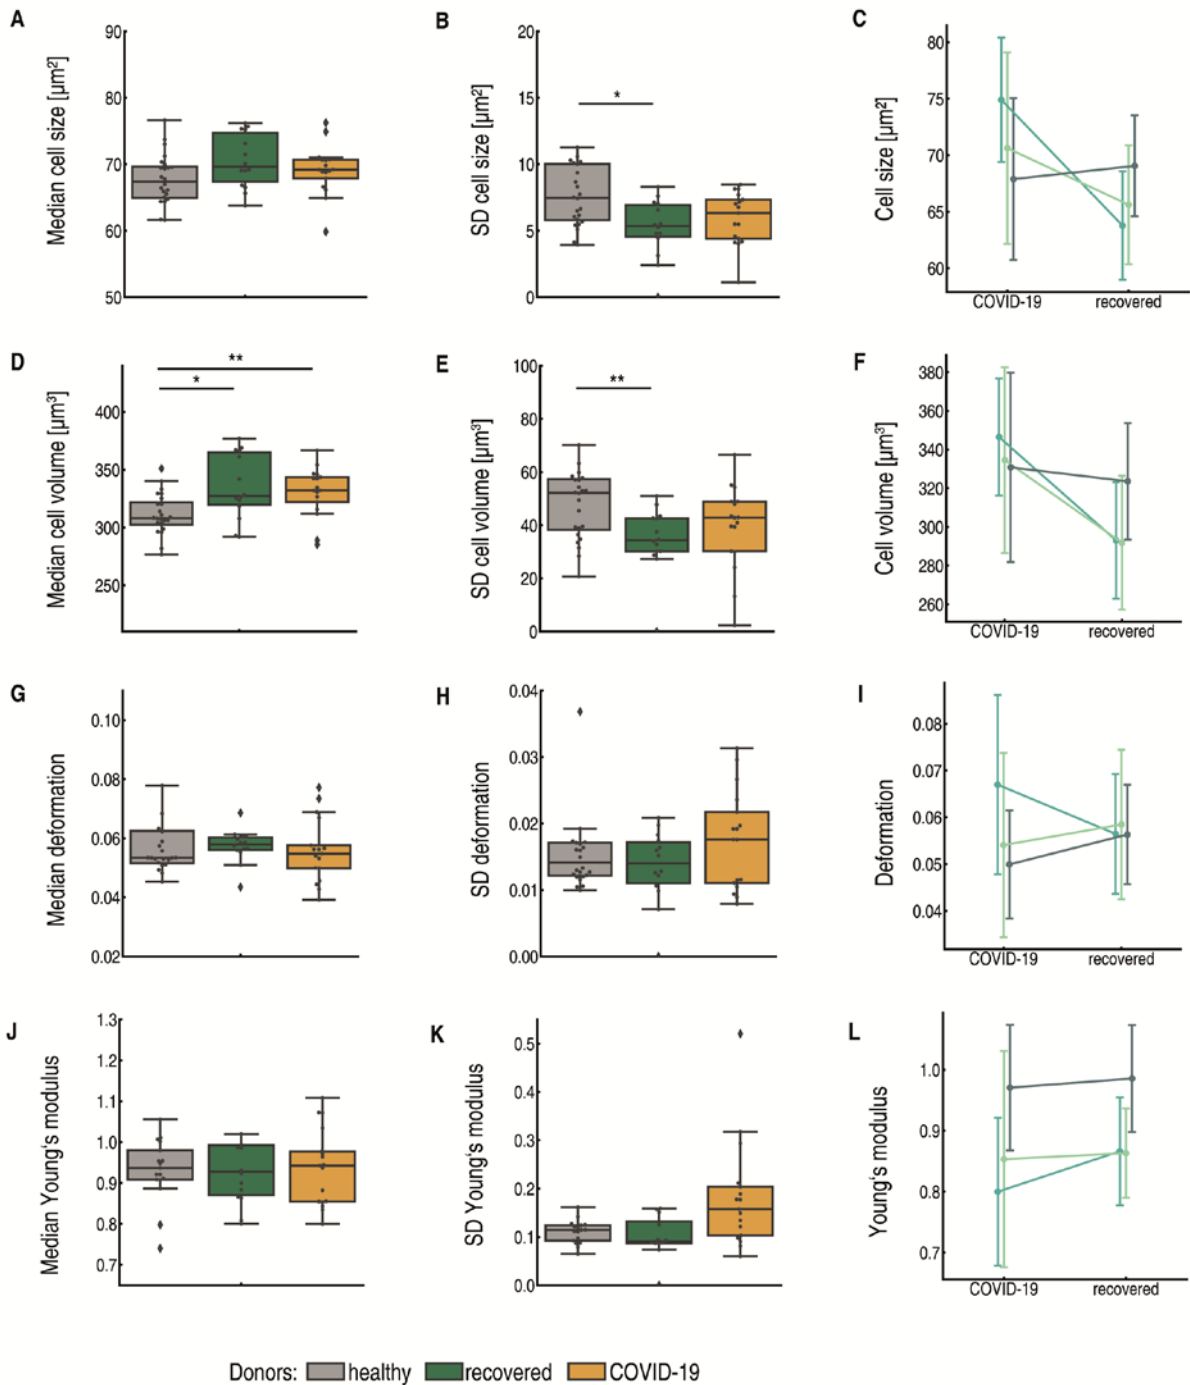 A
Median cell size [µm²]
90
80
70
60
50
B
SD cell size [µm²]
20
15
10
5
0
*
C
Cell size [µm²]
80
75
70
65
60
COVID-19 recovered
D
Median cell volume [µm³]
400
350
300
250
**
*
E
SD cell volume [µm³]
100
80
60
40
20
0
**
F
Cell volume [µm³]
380
360
340
320
300
280
260
COVID-19 recovered
G
Median deformation
0.10
0.08
0.06
0.04
0.02
H
SD deformation
0.04
0.03
0.02
0.01
0.00
I
Deformation
0.08
0.07
0.06
0.05
0.04
COVID-19 recovered
J
Median Young‘s modulus
1.3
1.2
1.1
1.0
0.9
0.8
0.7
K
SD Young‘s modulus
0.5
0.4
0.3
0.2
0.1
0.0
L
Young‘s modulus
1.0
0.9
0.8
0.7
COVID-19 recovered
Donors: healthy recovered COVID-19